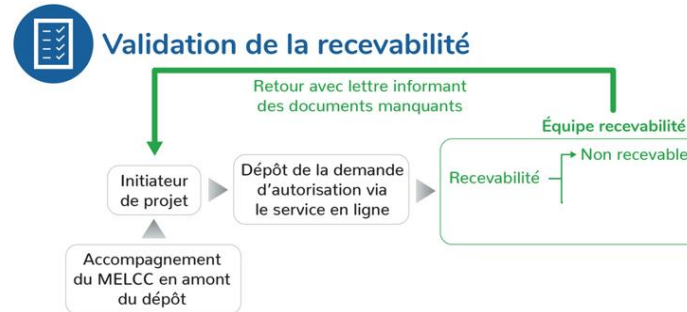 Validation de la recevabilité
Retour avec lettre informant
des documents manquants
Équipe recevabilité
Initiateur
de projet
Dépôt de la demande
d'autorisation via
le service en ligne
Recevabilité
Non recevable
Accompagnement
du MELCC en amont
du dépôt